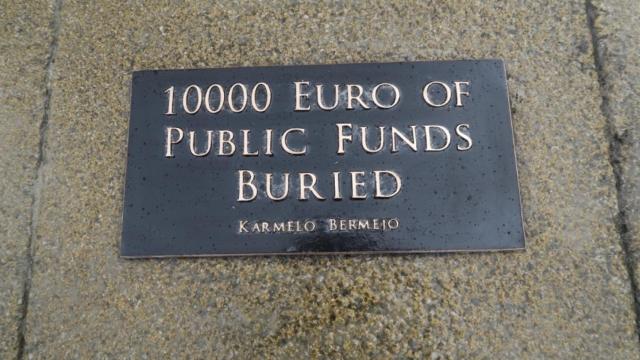 10000 Euro of
Public Funds
Buried
Karmelo Bermejo